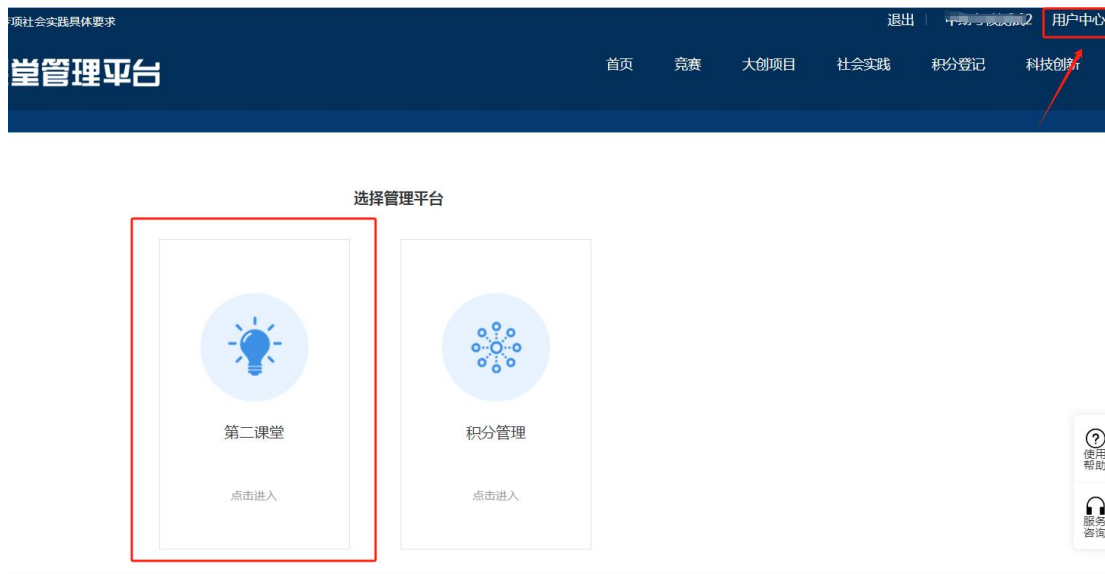 项社会实践具体要求
退出 2 用户中心
堂管理平台
首页 竞赛 大创项目 社会实践 积分登记 科技创新
选择管理平台
第二课堂 积分管理
点击进入 点击进入
使用
帮助
服务
咨询